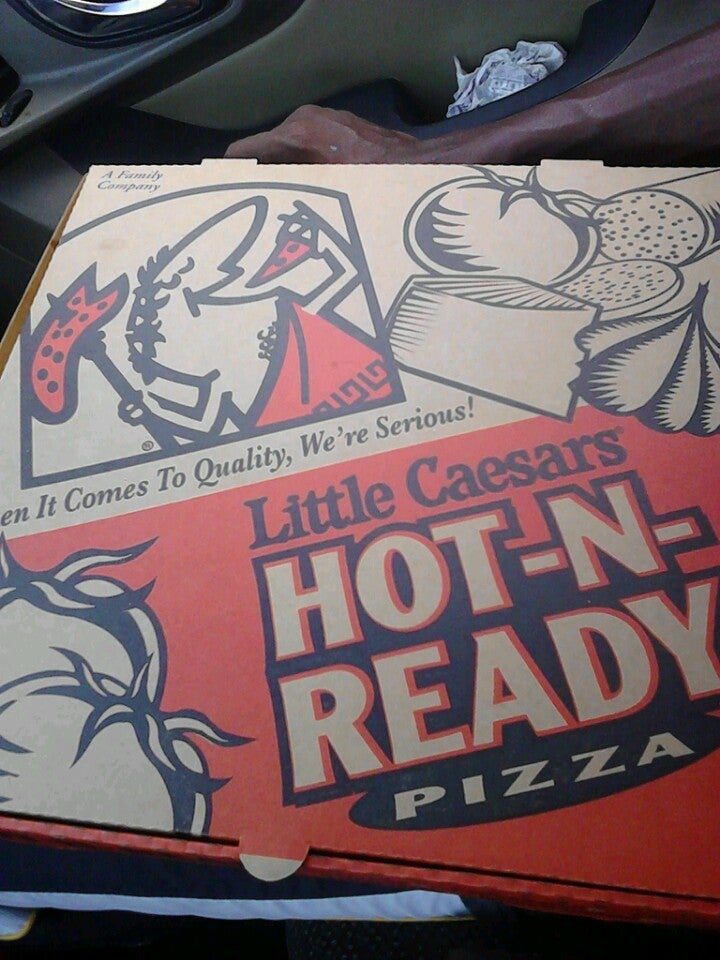 A Family
Company
en It Comes To Quality, We're Serious!
Little Caesars®
HOT-N-
READY
PIZZA